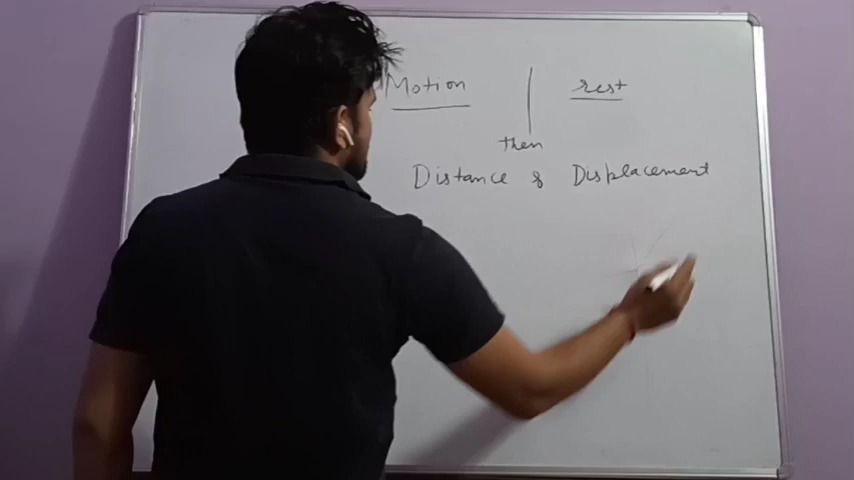 Motion | rest
then
Distance & Displacement